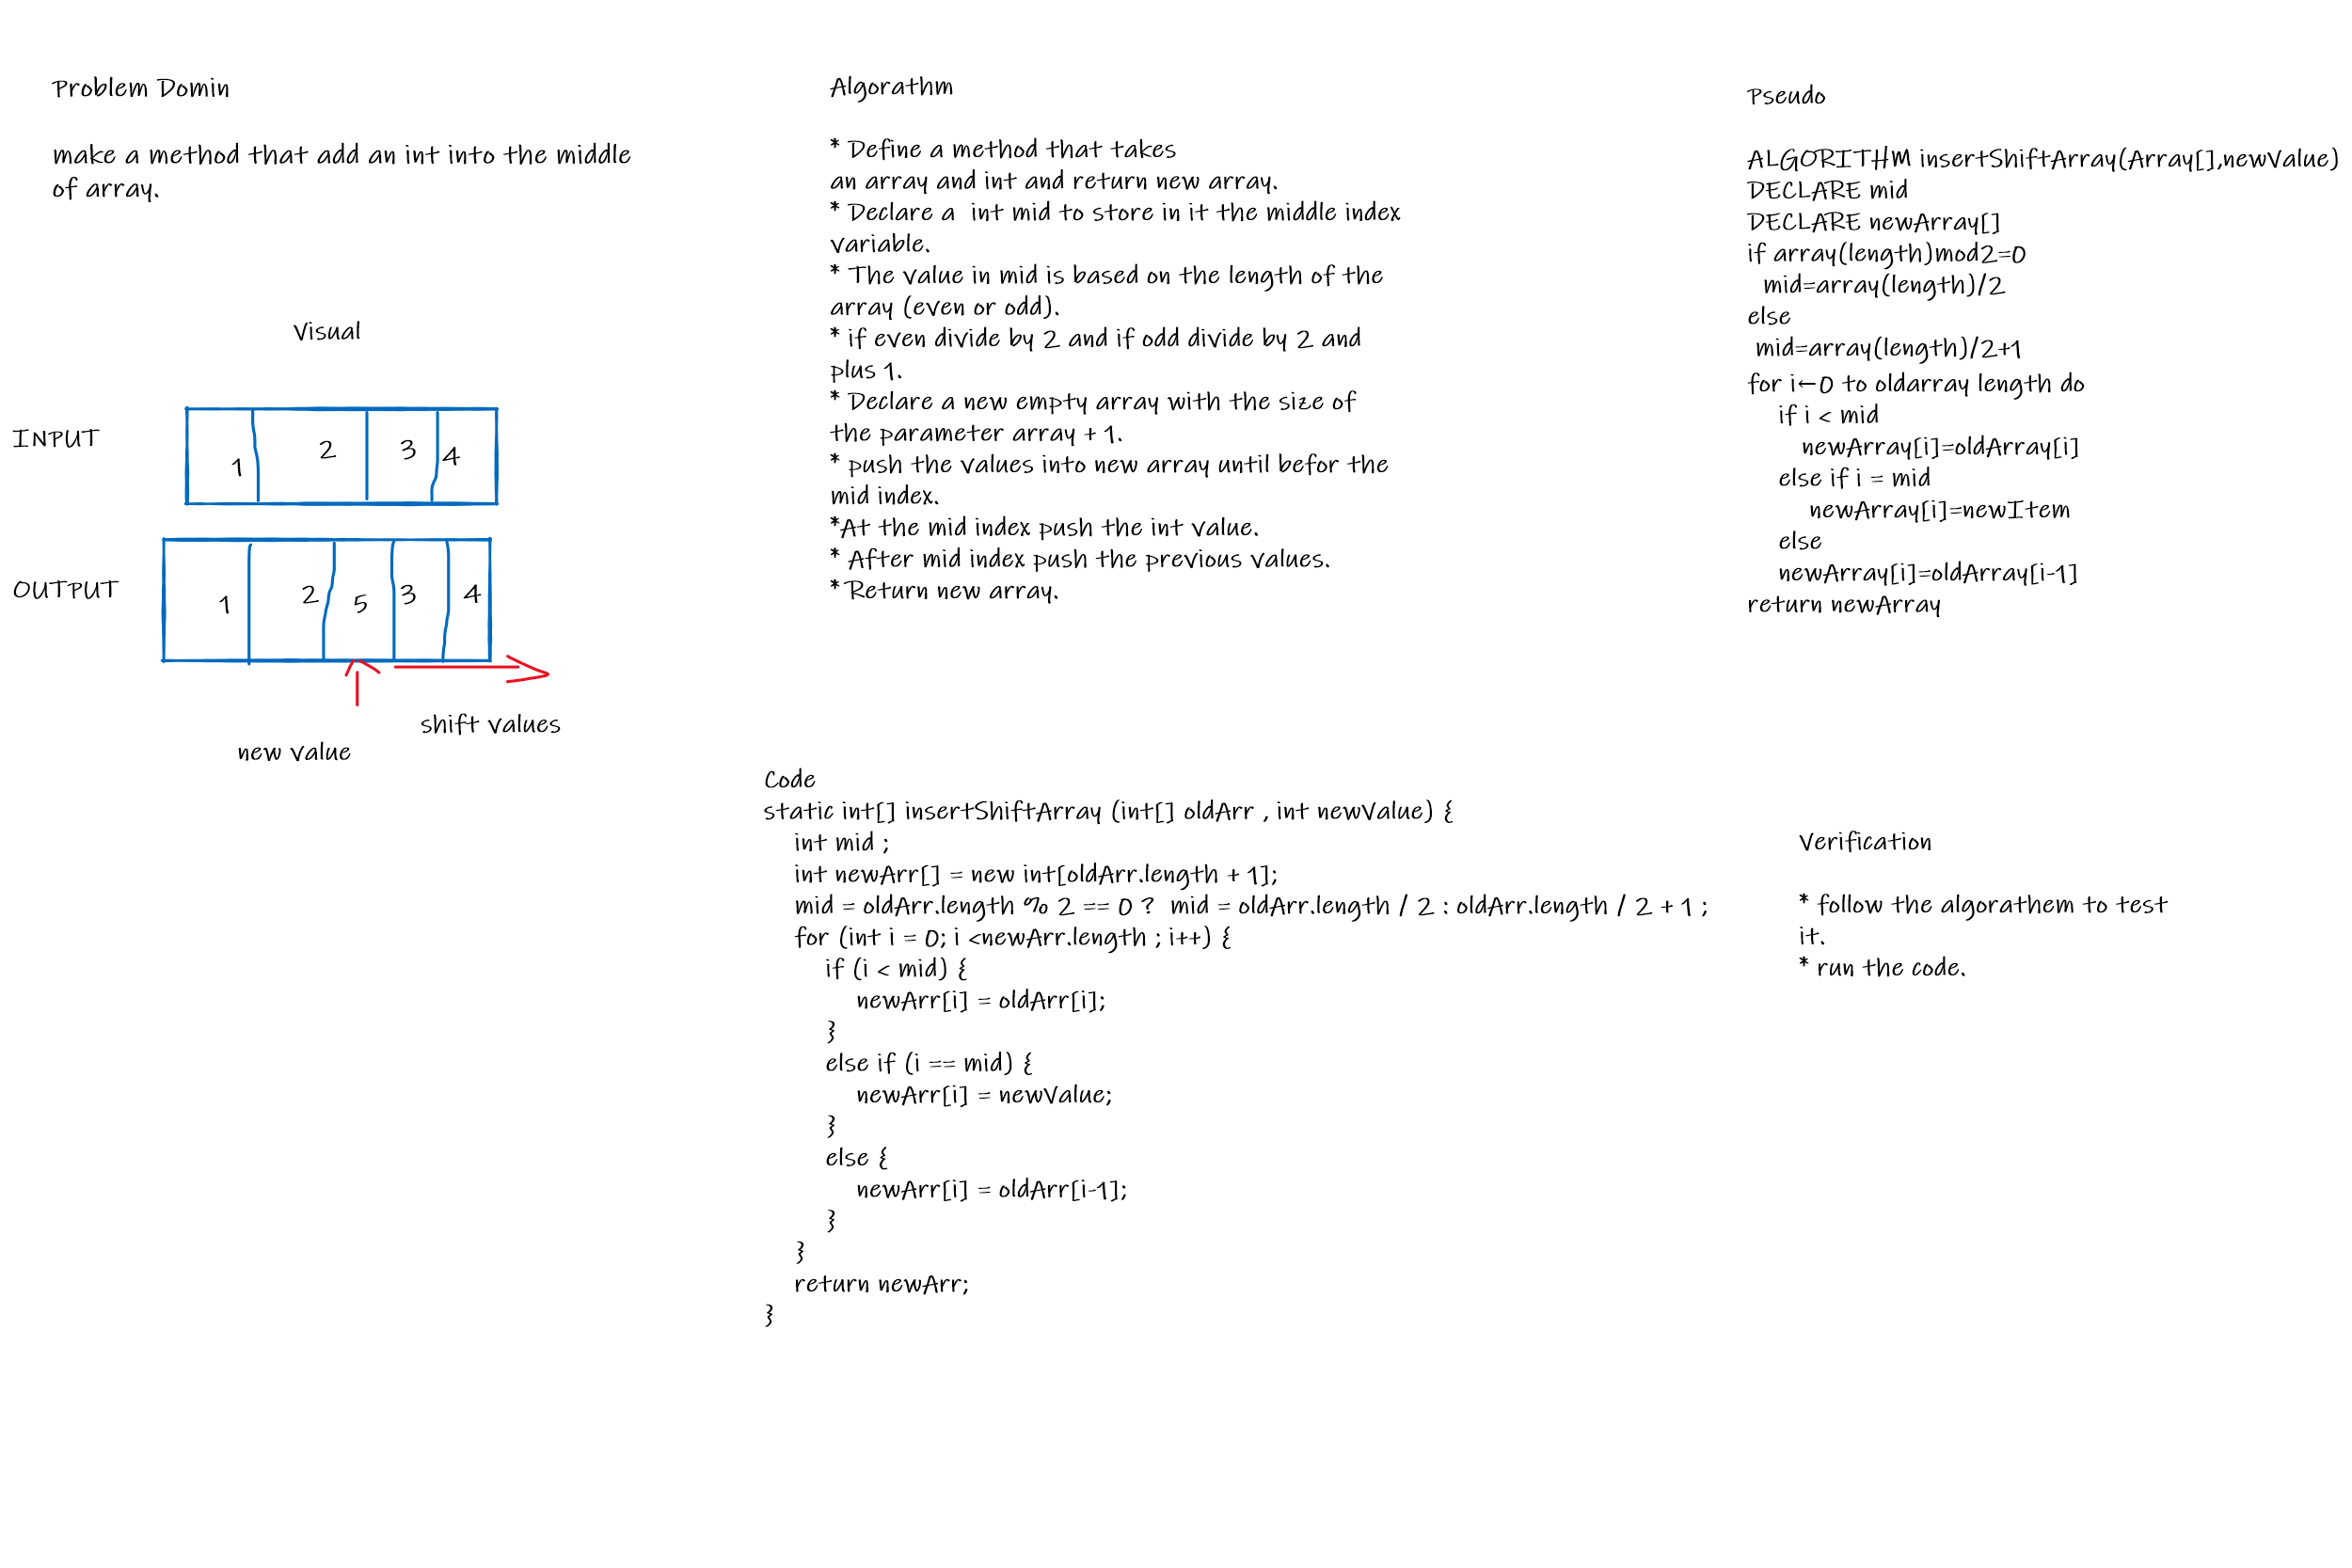 Problem Domin
make a method that add an int into the middle
of array.
Visual
INPUT
1 2 3 4
OUTPUT
1 2 5 3 4
shift values
new value
Algorathm
* Define a method that takes
an array and int and return new array.
* Declare a  int mid to store in it the middle index
variable.
* The value in mid is based on the length of the
array (even or odd).
* if even divide by 2 and if odd divide by 2 and
plus 1.
* Declare a new empty array with the size of
the parameter array + 1.
* push the values into new array until befor the
mid index.
*At the mid index push the int value.
* After mid index push the previous values.
* Return new array.
Pseudo
ALGORITHM insertShiftArray(Array[],newValue)
DECLARE mid
DECLARE newArray[]
if array(length)mod2=0
mid=array(length)/2
else
mid=array(length)/2+1
for i←0 to oldarray length do
if i < mid
newArray[i]=oldArray[i]
else if i = mid
newArray[i]=newItem
else
newArray[i]=oldArray[i-1]
return newArray
Code
static int[] insertShiftArray (int[] oldArr , int newValue) {
int mid ;
int newArr[] = new int[oldArr.length + 1];
mid = oldArr.length % 2 == 0 ?  mid = oldArr.length / 2 : oldArr.length / 2 + 1 ;
for (int i = 0; i <newArr.length ; i++) {
if (i < mid) {
newArr[i] = oldArr[i];
}
else if (i == mid) {
newArr[i] = newValue;
}
else {
newArr[i] = oldArr[i-1];
}
}
return newArr;
}
Verification
* follow the algorathem to test
it.
* run the code.